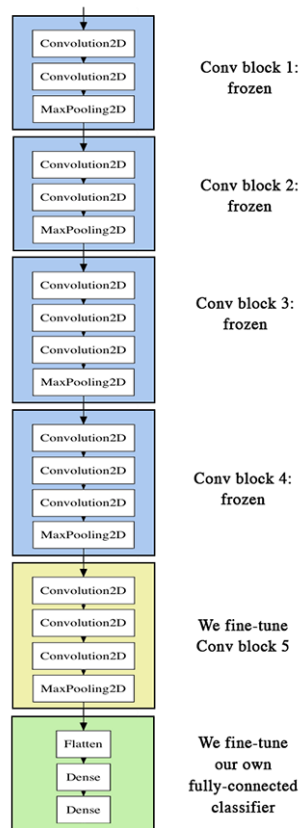 Convolution2D
Convolution2D
MaxPooling2D
Conv block 1:
frozen
Convolution2D
Convolution2D
MaxPooling2D
Conv block 2:
frozen
Convolution2D
Convolution2D
Convolution2D
MaxPooling2D
Conv block 3:
frozen
Convolution2D
Convolution2D
Convolution2D
MaxPooling2D
Conv block 4:
frozen
Convolution2D
Convolution2D
Convolution2D
MaxPooling2D
We fine-tune
Conv block 5
Flatten
Dense
Dense
We fine-tune
our own
fully-connected
classifier